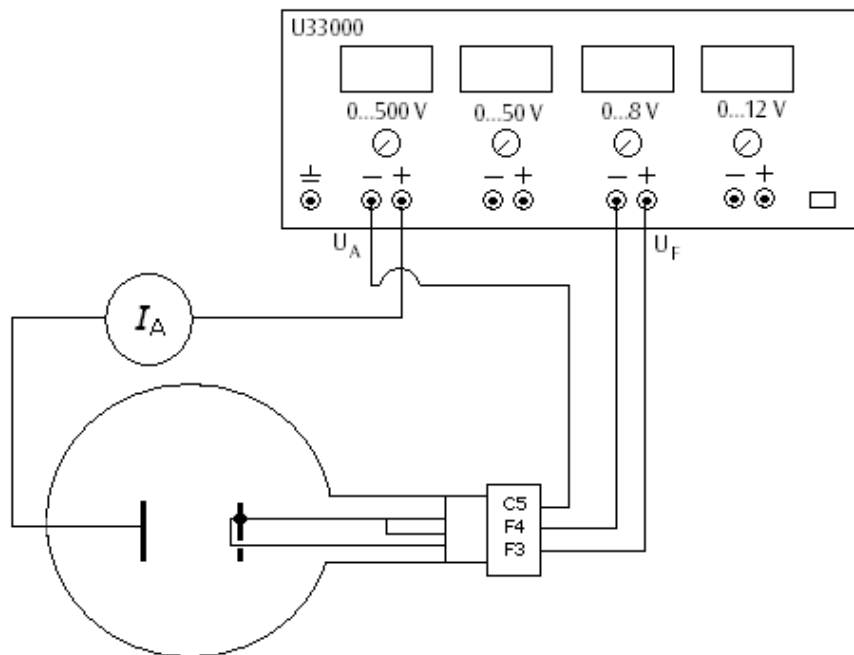 U33000
0...500 V 0...50 V 0...8 V 0...12 V
− + − + − + − +
U_A U_F
I_A
C5
F4
F3